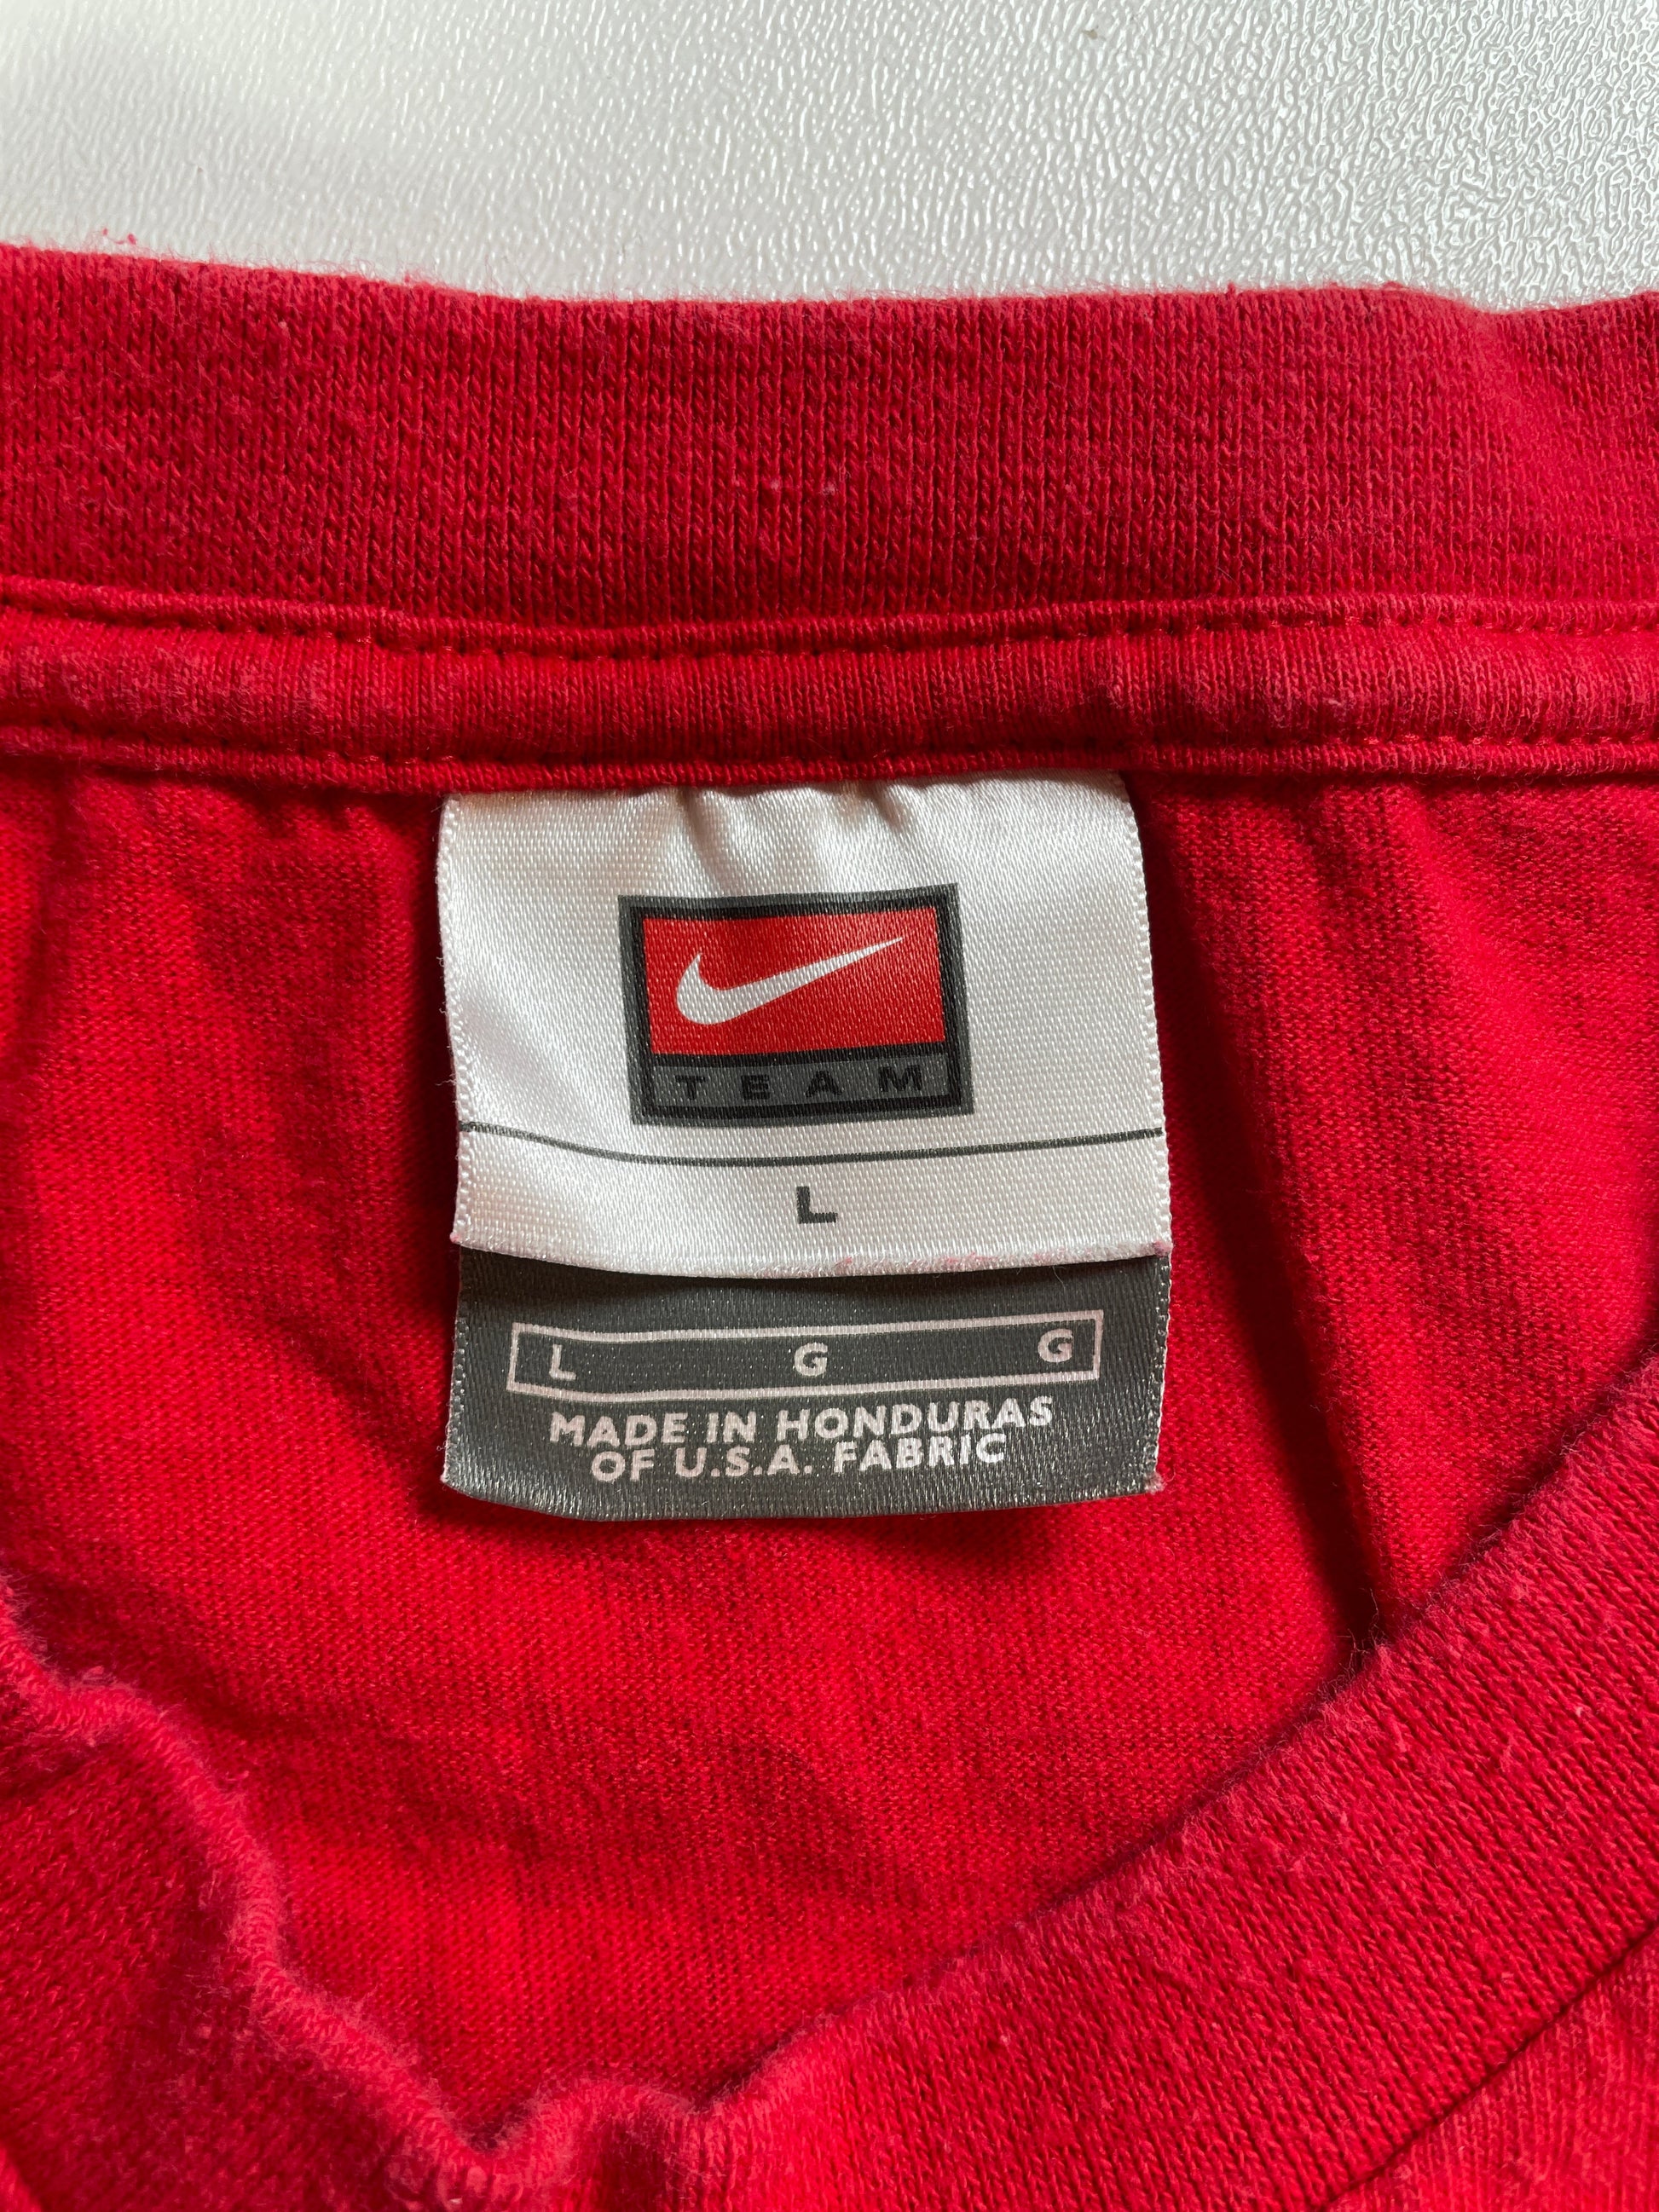 TEAM
L
L G G
MADE IN HONDURAS
OF U.S.A. FABRIC